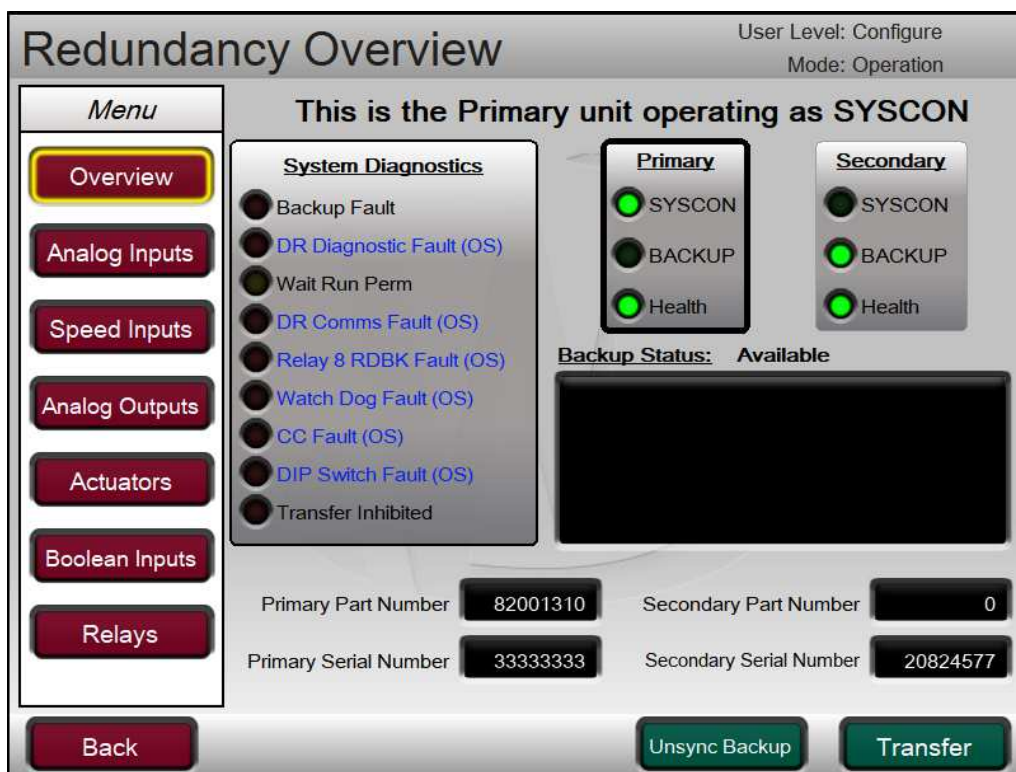 Redundancy Overview
User Level: Configure
Mode: Operation
Menu
Overview
Analog Inputs
Speed Inputs
Analog Outputs
Actuators
Boolean Inputs
Relays
This is the Primary unit operating as SYSCON
System Diagnostics
Backup Fault
DR Diagnostic Fault (OS)
Wait Run Perm
DR Comms Fault (OS)
Relay 8 RDBK Fault (OS)
Watch Dog Fault (OS)
CC Fault (OS)
DIP Switch Fault (OS)
Transfer Inhibited
Primary
SYSCON
BACKUP
Health
Secondary
SYSCON
BACKUP
Health
Backup Status: Available
Primary Part Number 82001310
Secondary Part Number 0
Primary Serial Number 33333333
Secondary Serial Number 20824577
Back
Unsync Backup
Transfer